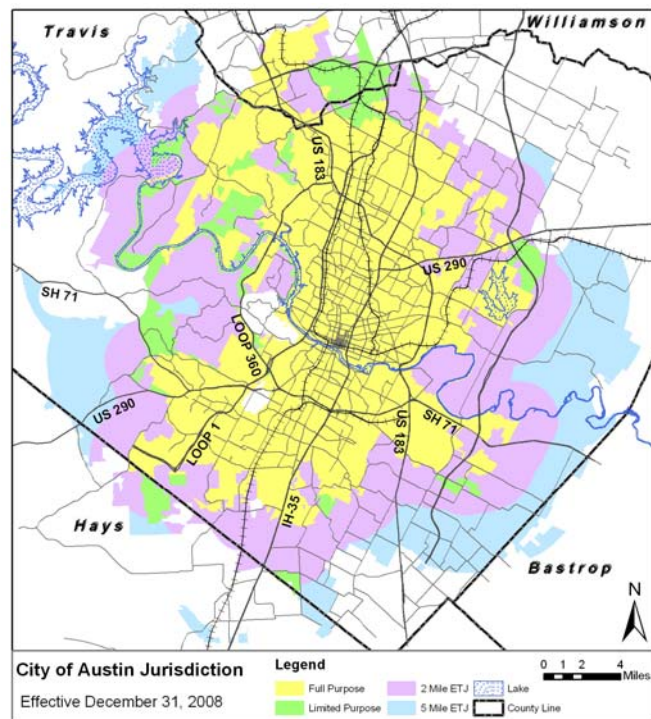 Travis
Williamson
US 183
US 290
SH 71
LOOP 360
US 290
LOOP 1
US 183
SH 71
IH-35
Hays
Bastrop
N
City of Austin Jurisdiction
Effective December 31, 2008
Legend
Full Purpose
2 Mile ETJ
Lake
Limited Purpose
5 Mile ETJ
County Line
0 1 2 4
Miles